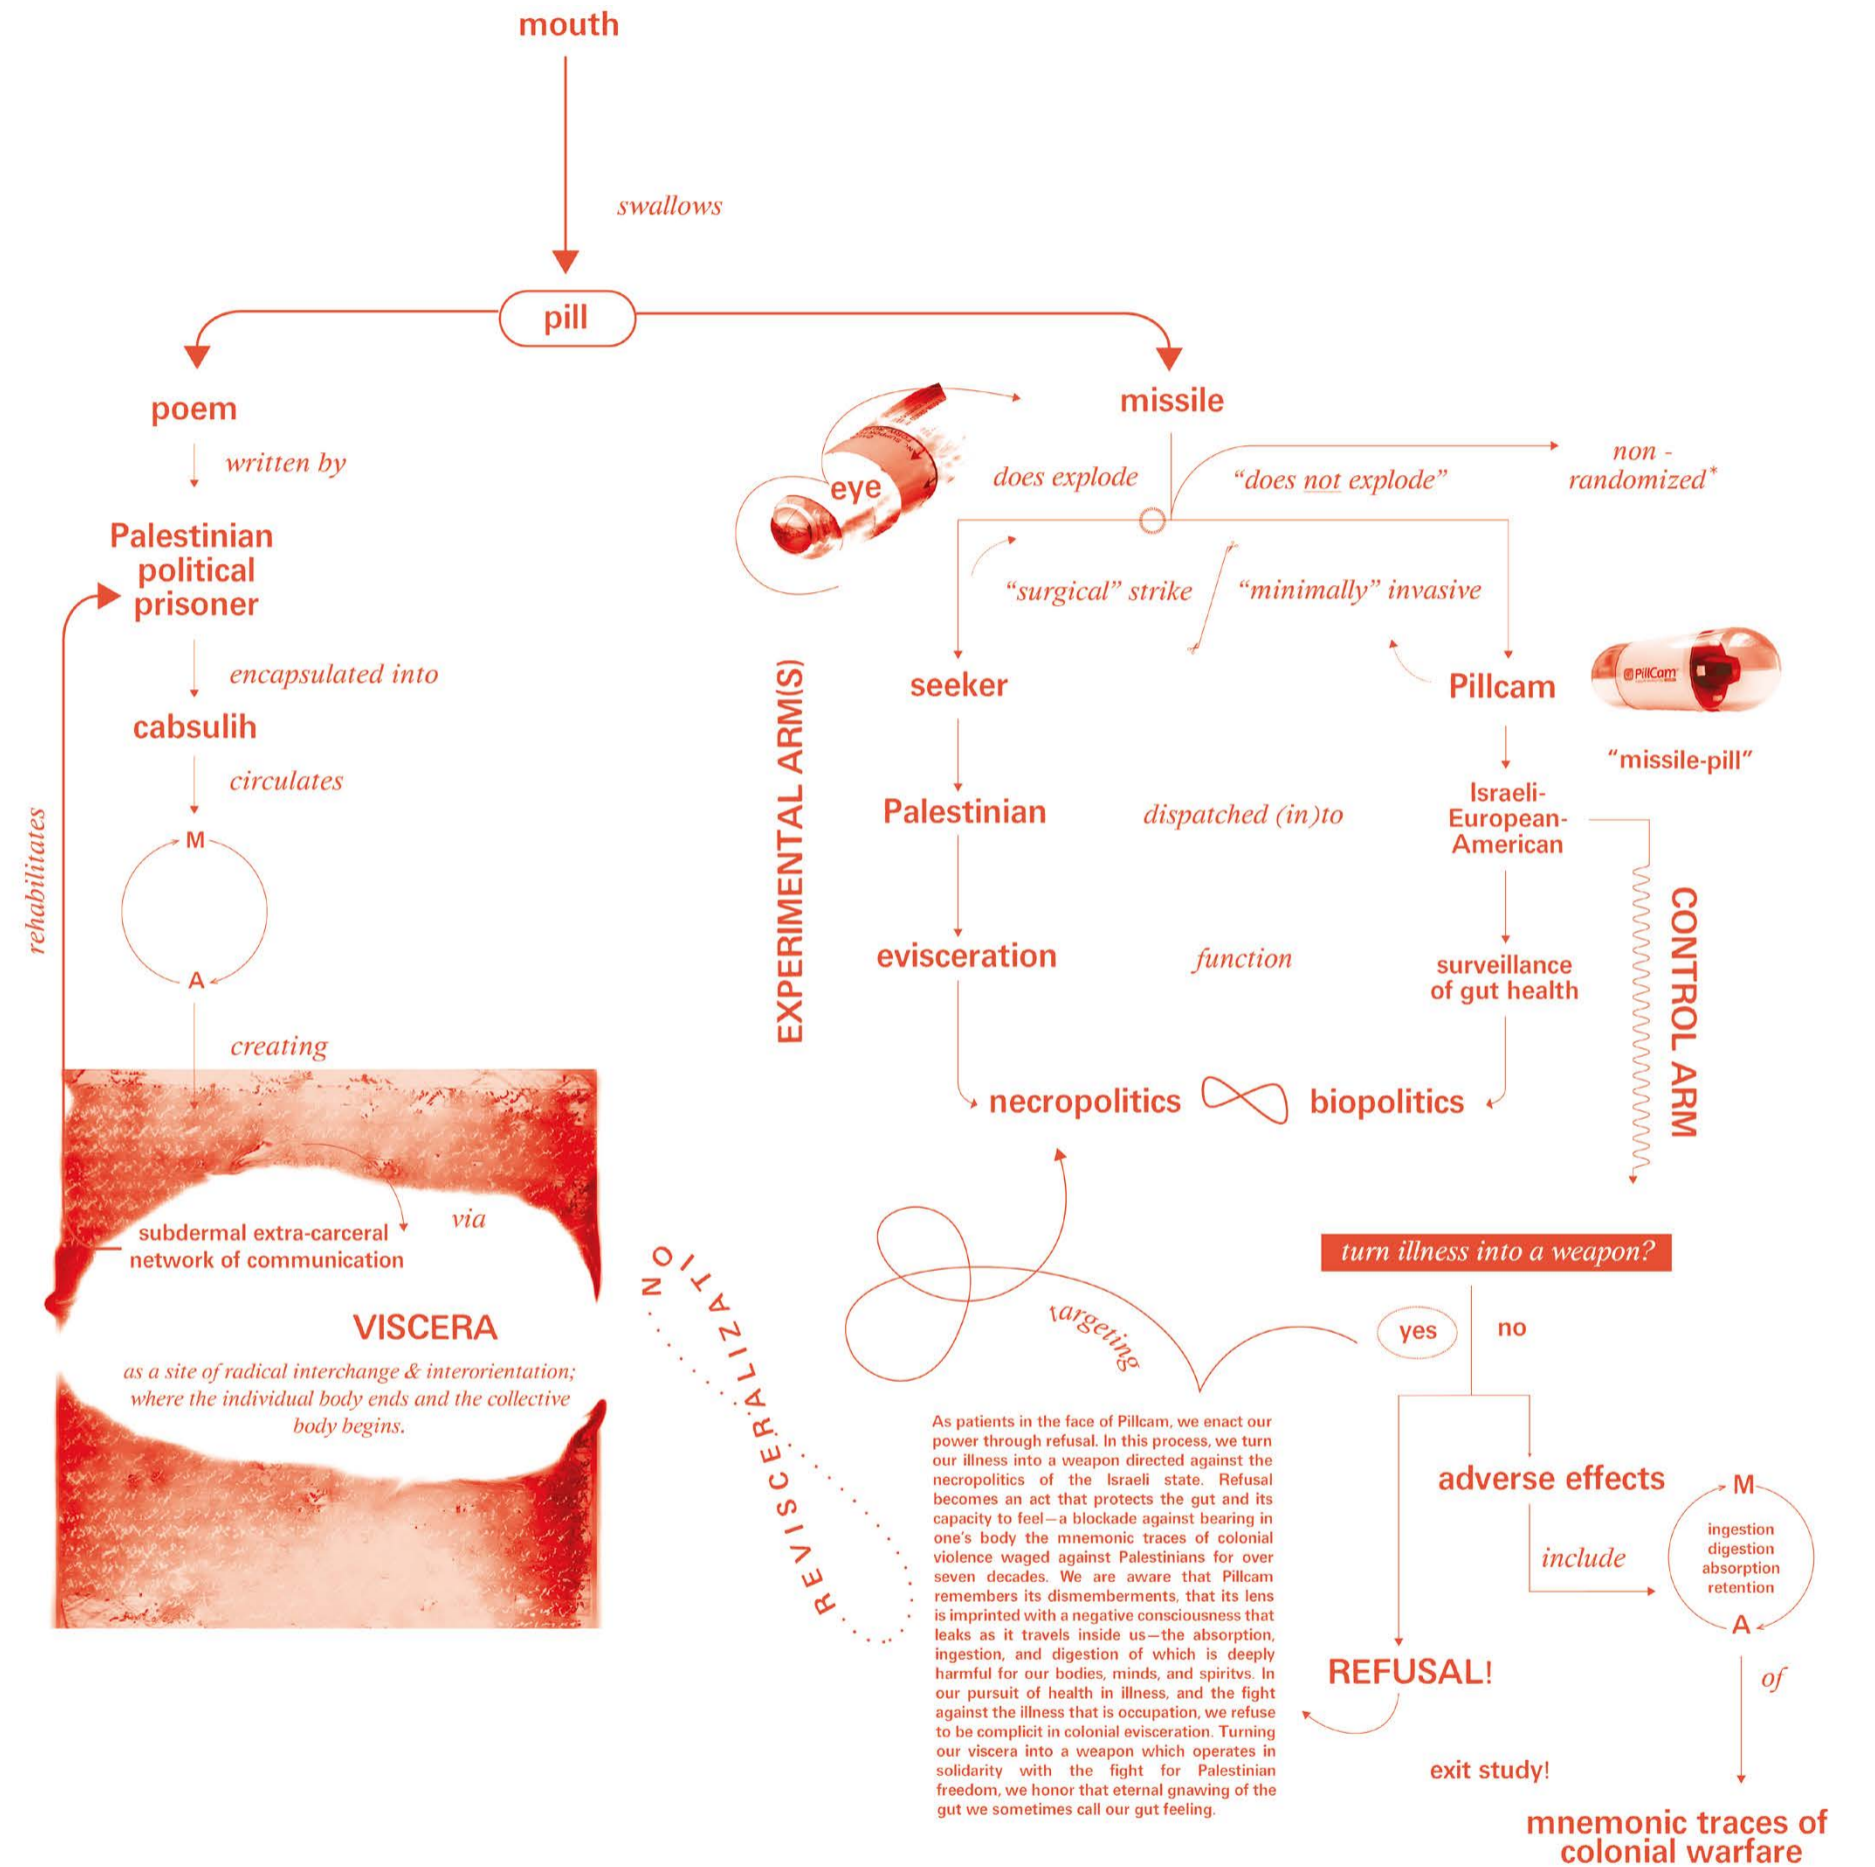 mouth
swallows
pill
poem
written by
Palestinian
political
prisoner
encapsulated into
cabsulih
circulates
M
A
creating
rehabilitates
via
subdermal extra-carceral
network of communication
VISCERA
as a site of radical interchange & interorientation;
where the individual body ends and the collective
body begins.
REVISCERALIZATION
missile
eye
does explode
“does not explode”
non -
randomized*
“surgical” strike
“minimally” invasive
EXPERIMENTAL ARM(S)
seeker
Pillcam
PillCam
“missile-pill”
Palestinian
dispatched (in)to
Israeli-
European-
American
evisceration
function
surveillance
of gut health
CONTROL ARM
necropolitics
biopolitics
targeting
turn illness into a weapon?
yes
no
As patients in the face of Pillcam, we enact our
power through refusal. In this process, we turn
our illness into a weapon directed against the
necropolitics of the Israeli state. Refusal
becomes an act that protects the gut and its
capacity to feel—a blockade against bearing in
one's body the mnemonic traces of colonial
violence waged against Palestinians for over
seven decades. We are aware that Pillcam
remembers its dismemberments, that its lens
is imprinted with a negative consciousness that
leaks as it travels inside us—the absorption,
ingestion, and digestion of which is deeply
harmful for our bodies, minds, and spiritvs. In
our pursuit of health in illness, and the fight
against the illness that is occupation, we refuse
to be complicit in colonial evisceration. Turning
our viscera into a weapon which operates in
solidarity with the fight for Palestinian
freedom, we honor that eternal gnawing of the
gut we sometimes call our gut feeling.
adverse effects
include
M
ingestion
digestion
absorption
retention
A
REFUSAL!
of
exit study!
mnemonic traces of
colonial warfare